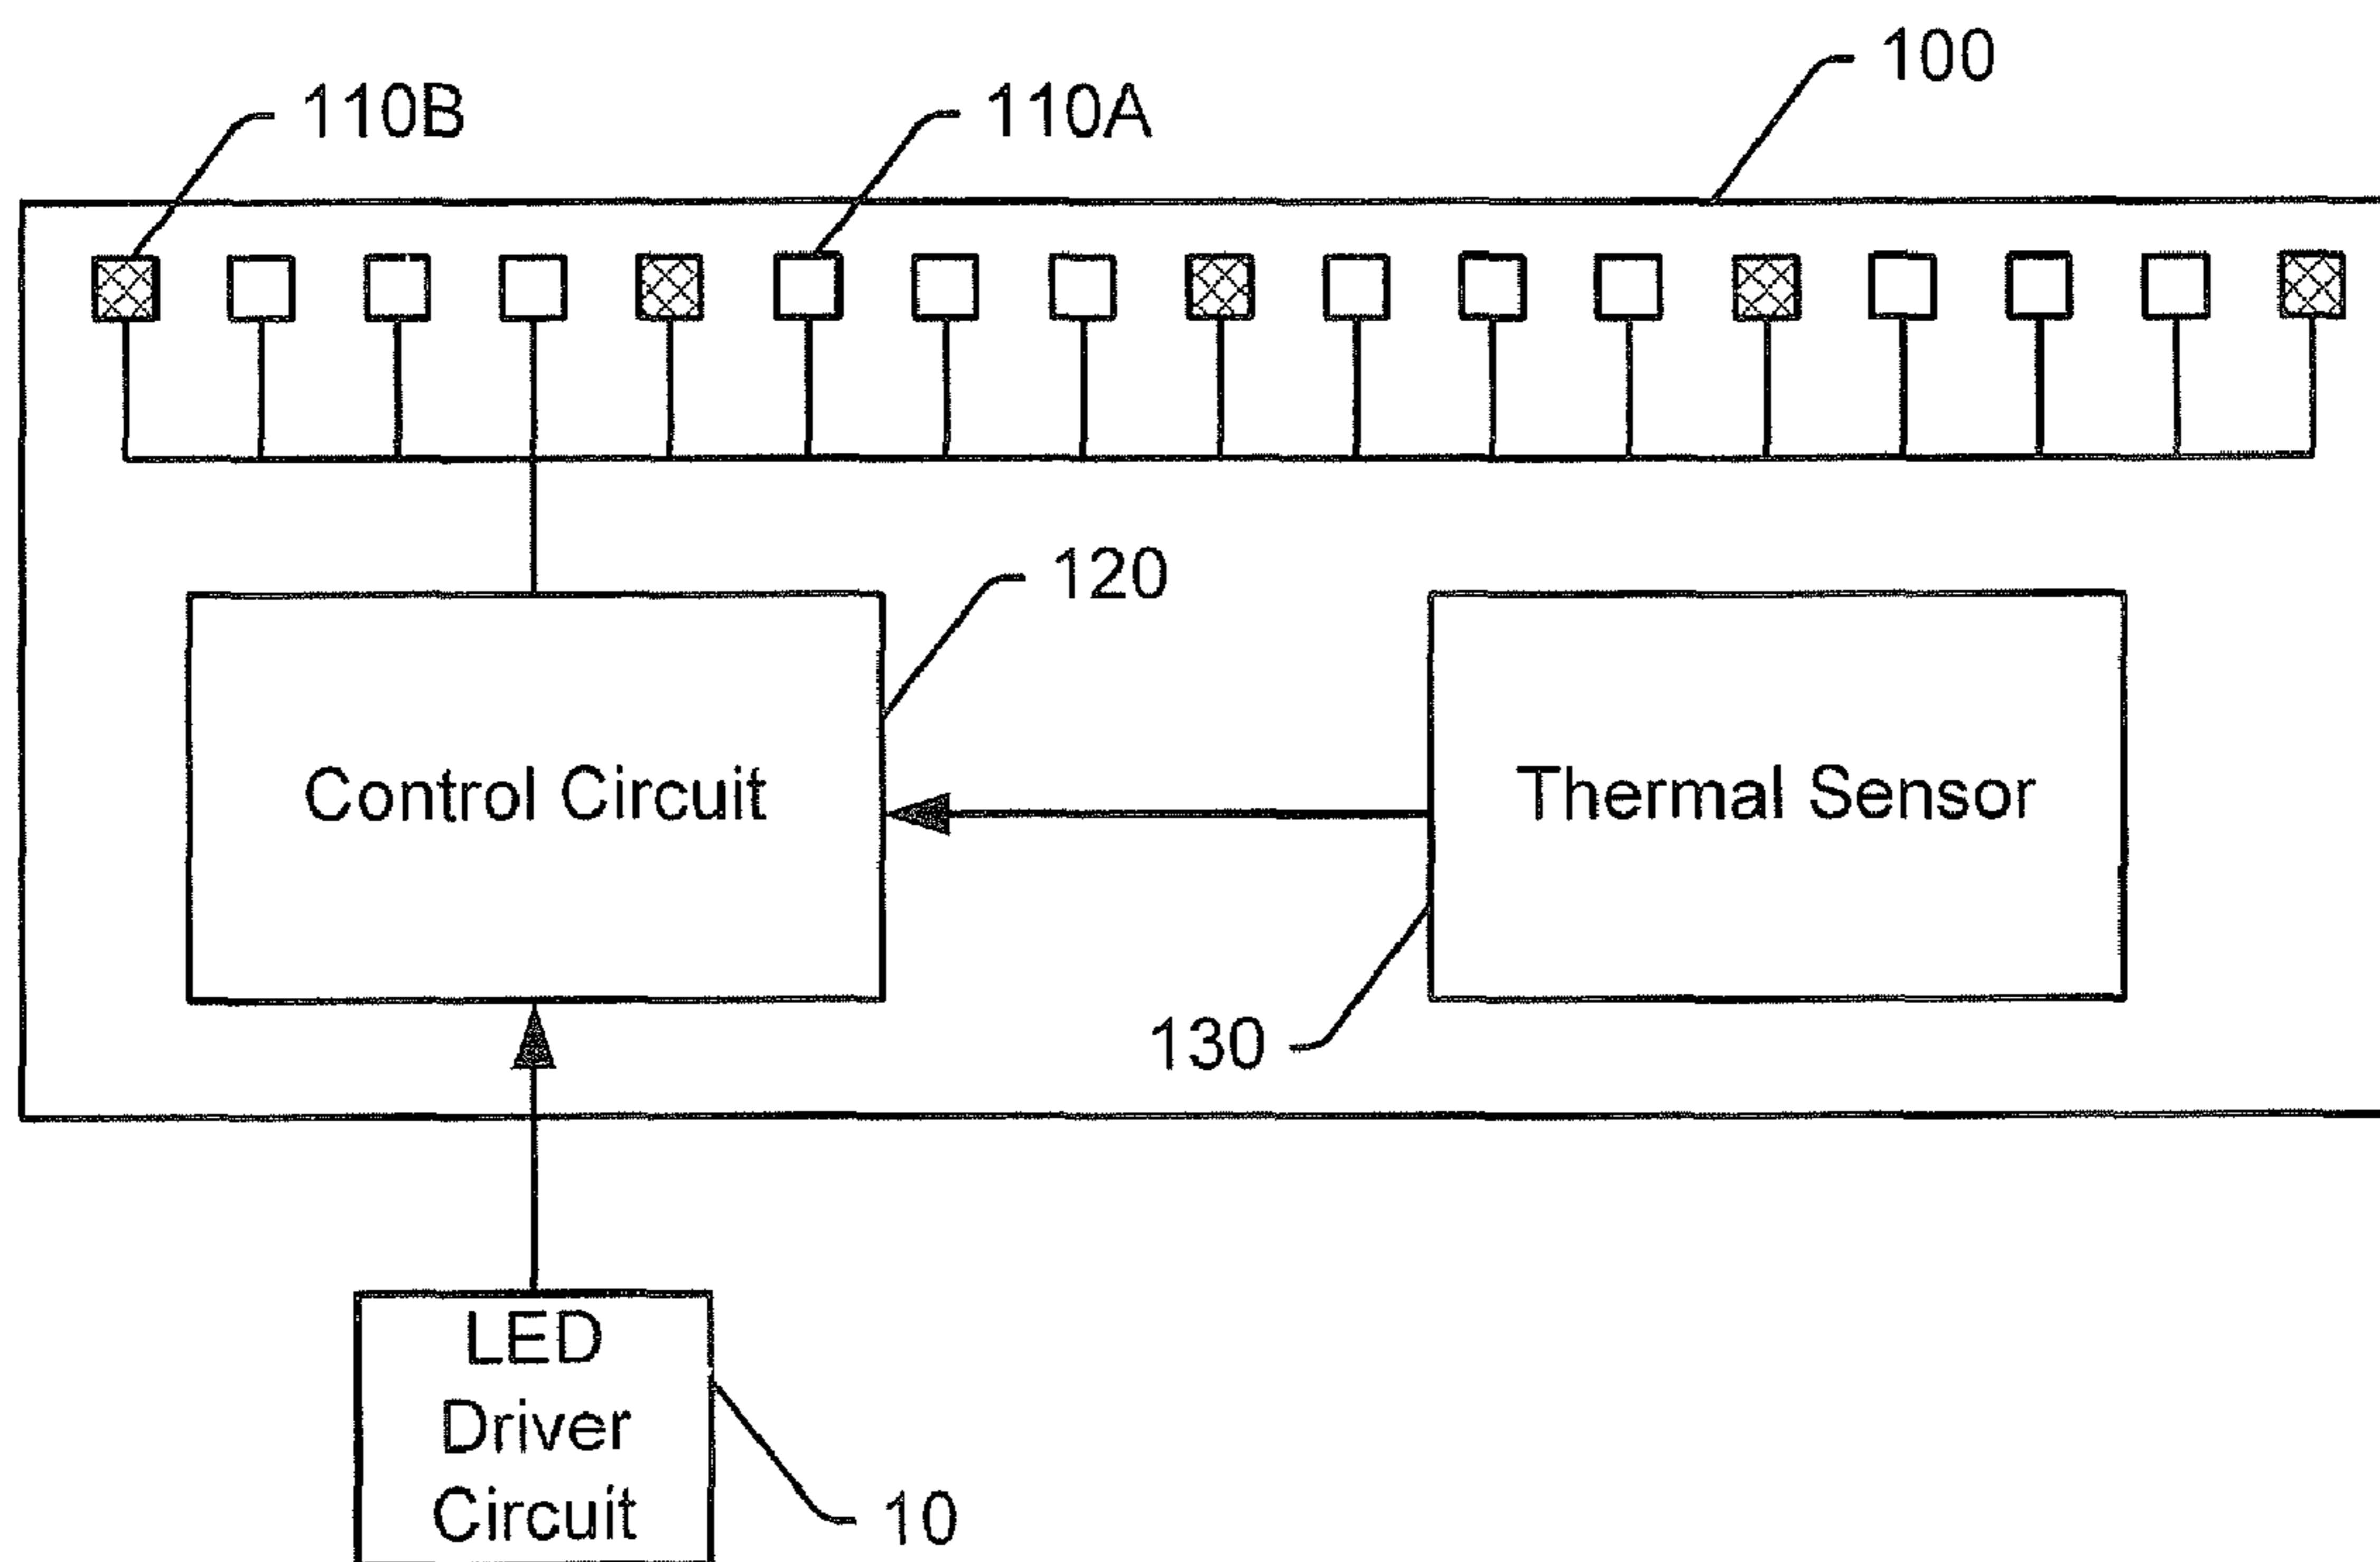 100
110B
110A
120
Control Circuit
Thermal Sensor
130
LED
Driver
Circuit
10